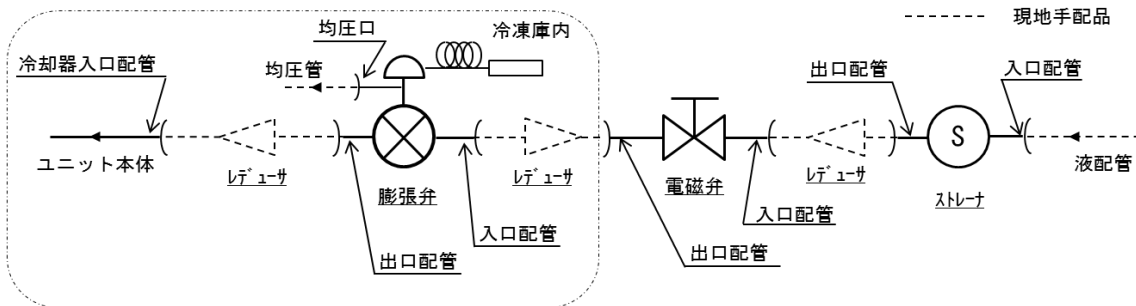 現地手配品
冷凍庫内
均圧口
均圧管
冷却器入口配管
ユニット本体
ﾚﾃﾞｭｰｻ
膨張弁
出口配管
入口配管
ﾚﾃﾞｭｰｻ
電磁弁
出口配管
入口配管
ﾚﾃﾞｭｰｻ
出口配管
S
ｽﾄﾚｰﾅ
入口配管
液配管